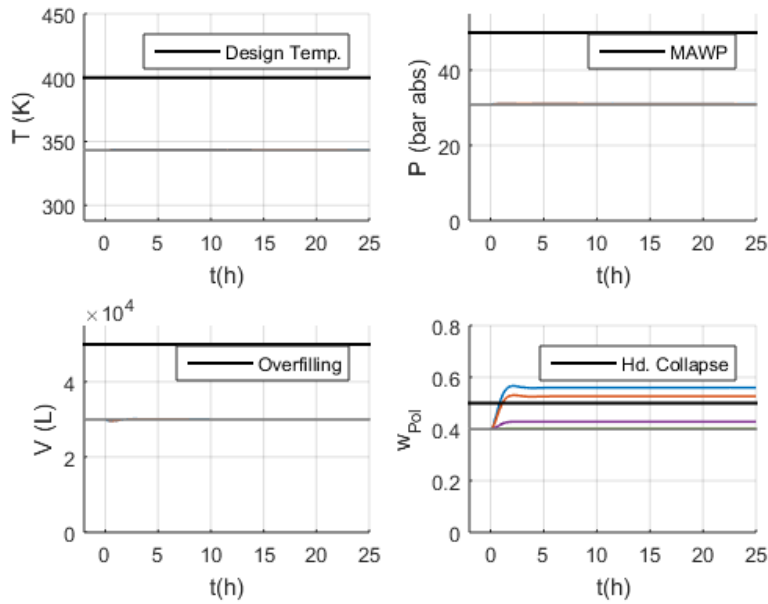 450
400
350
300
T (K)
Design Temp.
0 5 10 15 20 25
t(h)
40
20
0
P (bar abs)
MAWP
0 5 10 15 20 25
t(h)
× 10⁴
4
2
0
V (L)
Overfilling
0 5 10 15 20 25
t(h)
0.8
0.6
0.4
0.2
0
wPol
Hd. Collapse
0 5 10 15 20 25
t(h)